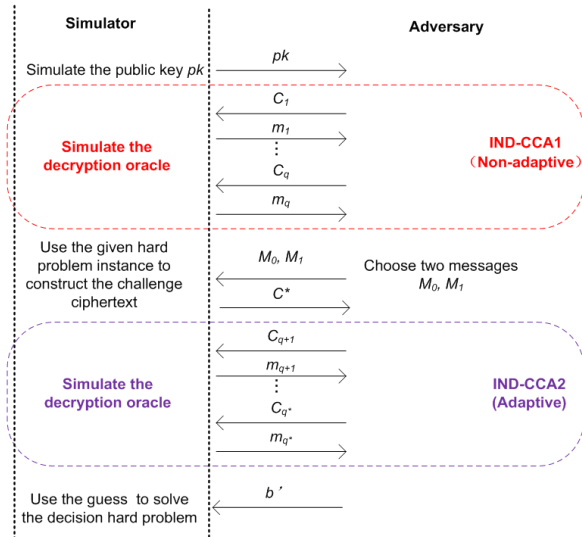 Simulator
Adversary
Simulate the public key pk
pk
C1
m1
⋮
Cq
mq
Simulate the
decryption oracle
IND-CCA1
（Non-adaptive）
Use the given hard
problem instance to
construct the challenge
ciphertext
M0, M1
C*
Choose two messages
M0, M1
Cq+1
mq+1
⋮
Cq*
mq*
Simulate the
decryption oracle
IND-CCA2
(Adaptive)
Use the guess to solve
the decision hard problem
b’